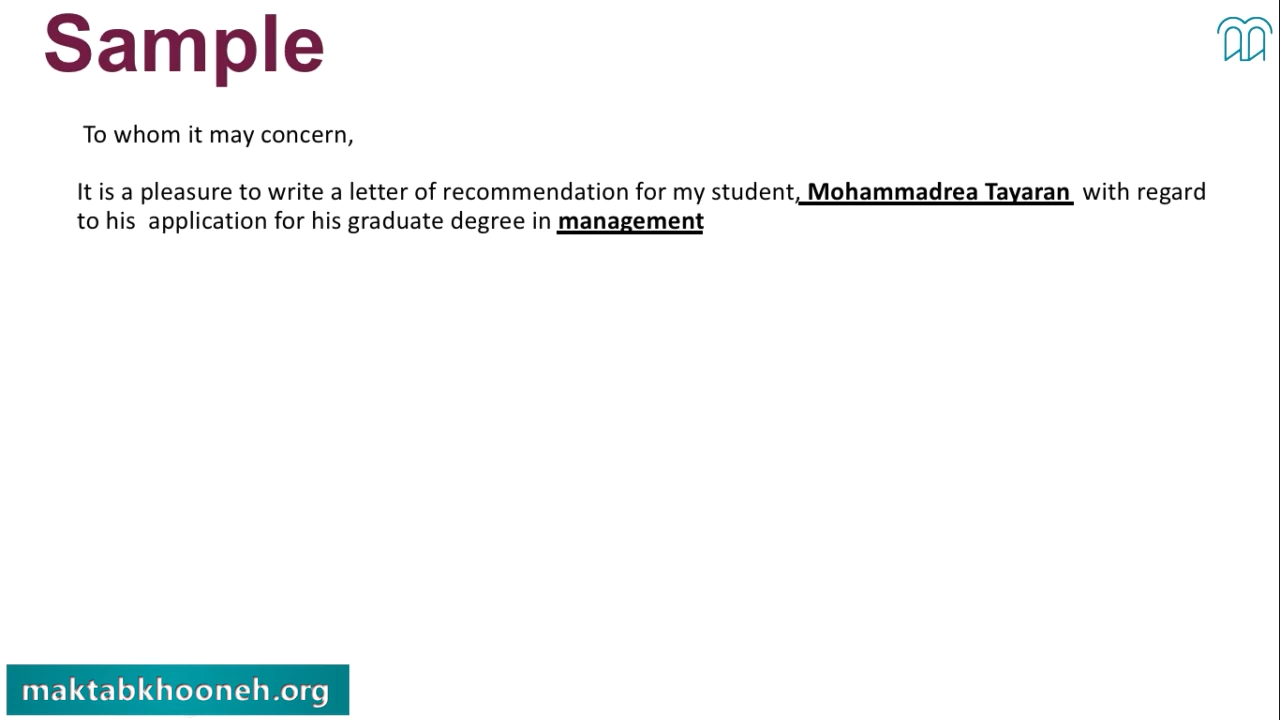 Sample
To whom it may concern,
It is a pleasure to write a letter of recommendation for my student, Mohammadrea Tayaran with regard
to his application for his graduate degree in management
maktabkhooneh.org